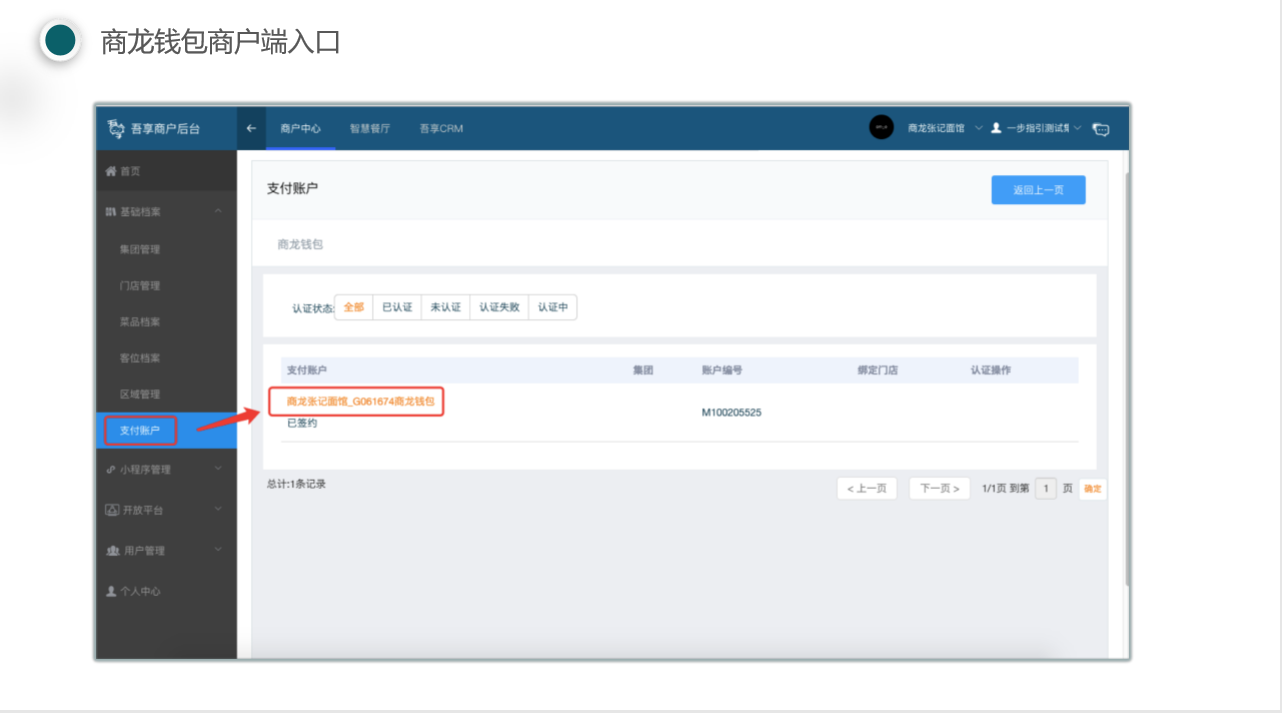 商龙钱包商户端入口
吾享商户后台
商户中心 智慧餐厅 吾享CRM
商龙张记面馆
首页
基础档案
集团管理
门店管理
菜品档案
客位档案
区域管理
支付账户
小程序管理
开放平台
用户管理
个人中心
支付账户
返回上一页
商龙钱包
认证状态: 全部 已认证 未认证 认证失败 认证中
支付账户 集团 账户编号 绑定门店 认证操作
商龙张记面馆_G061674商龙钱包
已签约
M100205525
总计:1条记录
< 上一页 下一页 > 1/1页 到第 1 页 确定